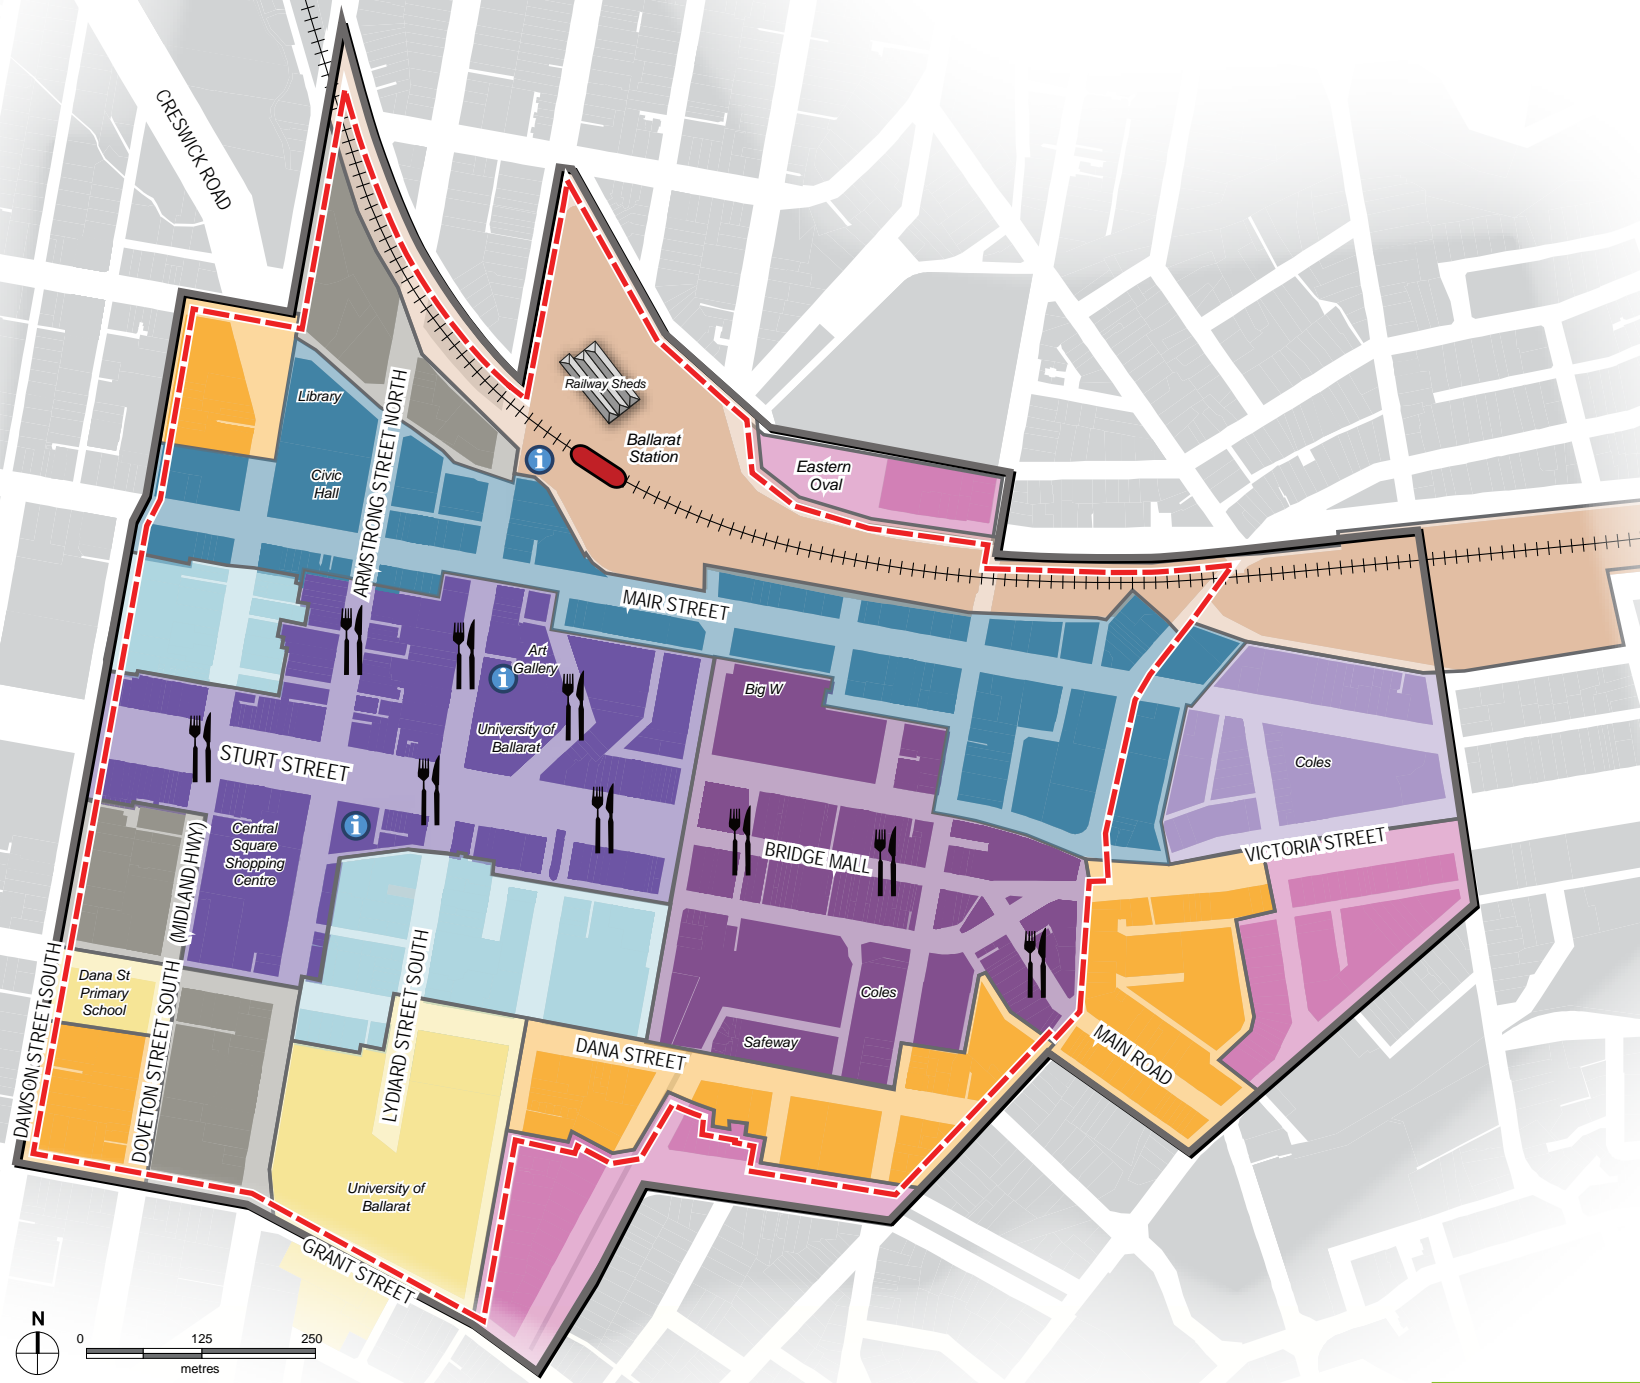 CRESWICK ROAD
Library
ARMSTRONG STREET NORTH
Railway Sheds
Ballarat
Station
Eastern
Oval
Civic
Hall
MAIR STREET
Art
Gallery
Big W
University of
Ballarat
STURT STREET
Coles
Central
Square
Shopping
Centre
(MIDLAND HWY)
BRIDGE MALL
VICTORIA STREET
Dana St
Primary
School
DAWSON STREET SOUTH
DOVETON STREET SOUTH
LYDIARD STREET SOUTH
Coles
Safeway
DANA STREET
MAIN ROAD
University of
Ballarat
GRANT STREET
N
0 125 250
metres